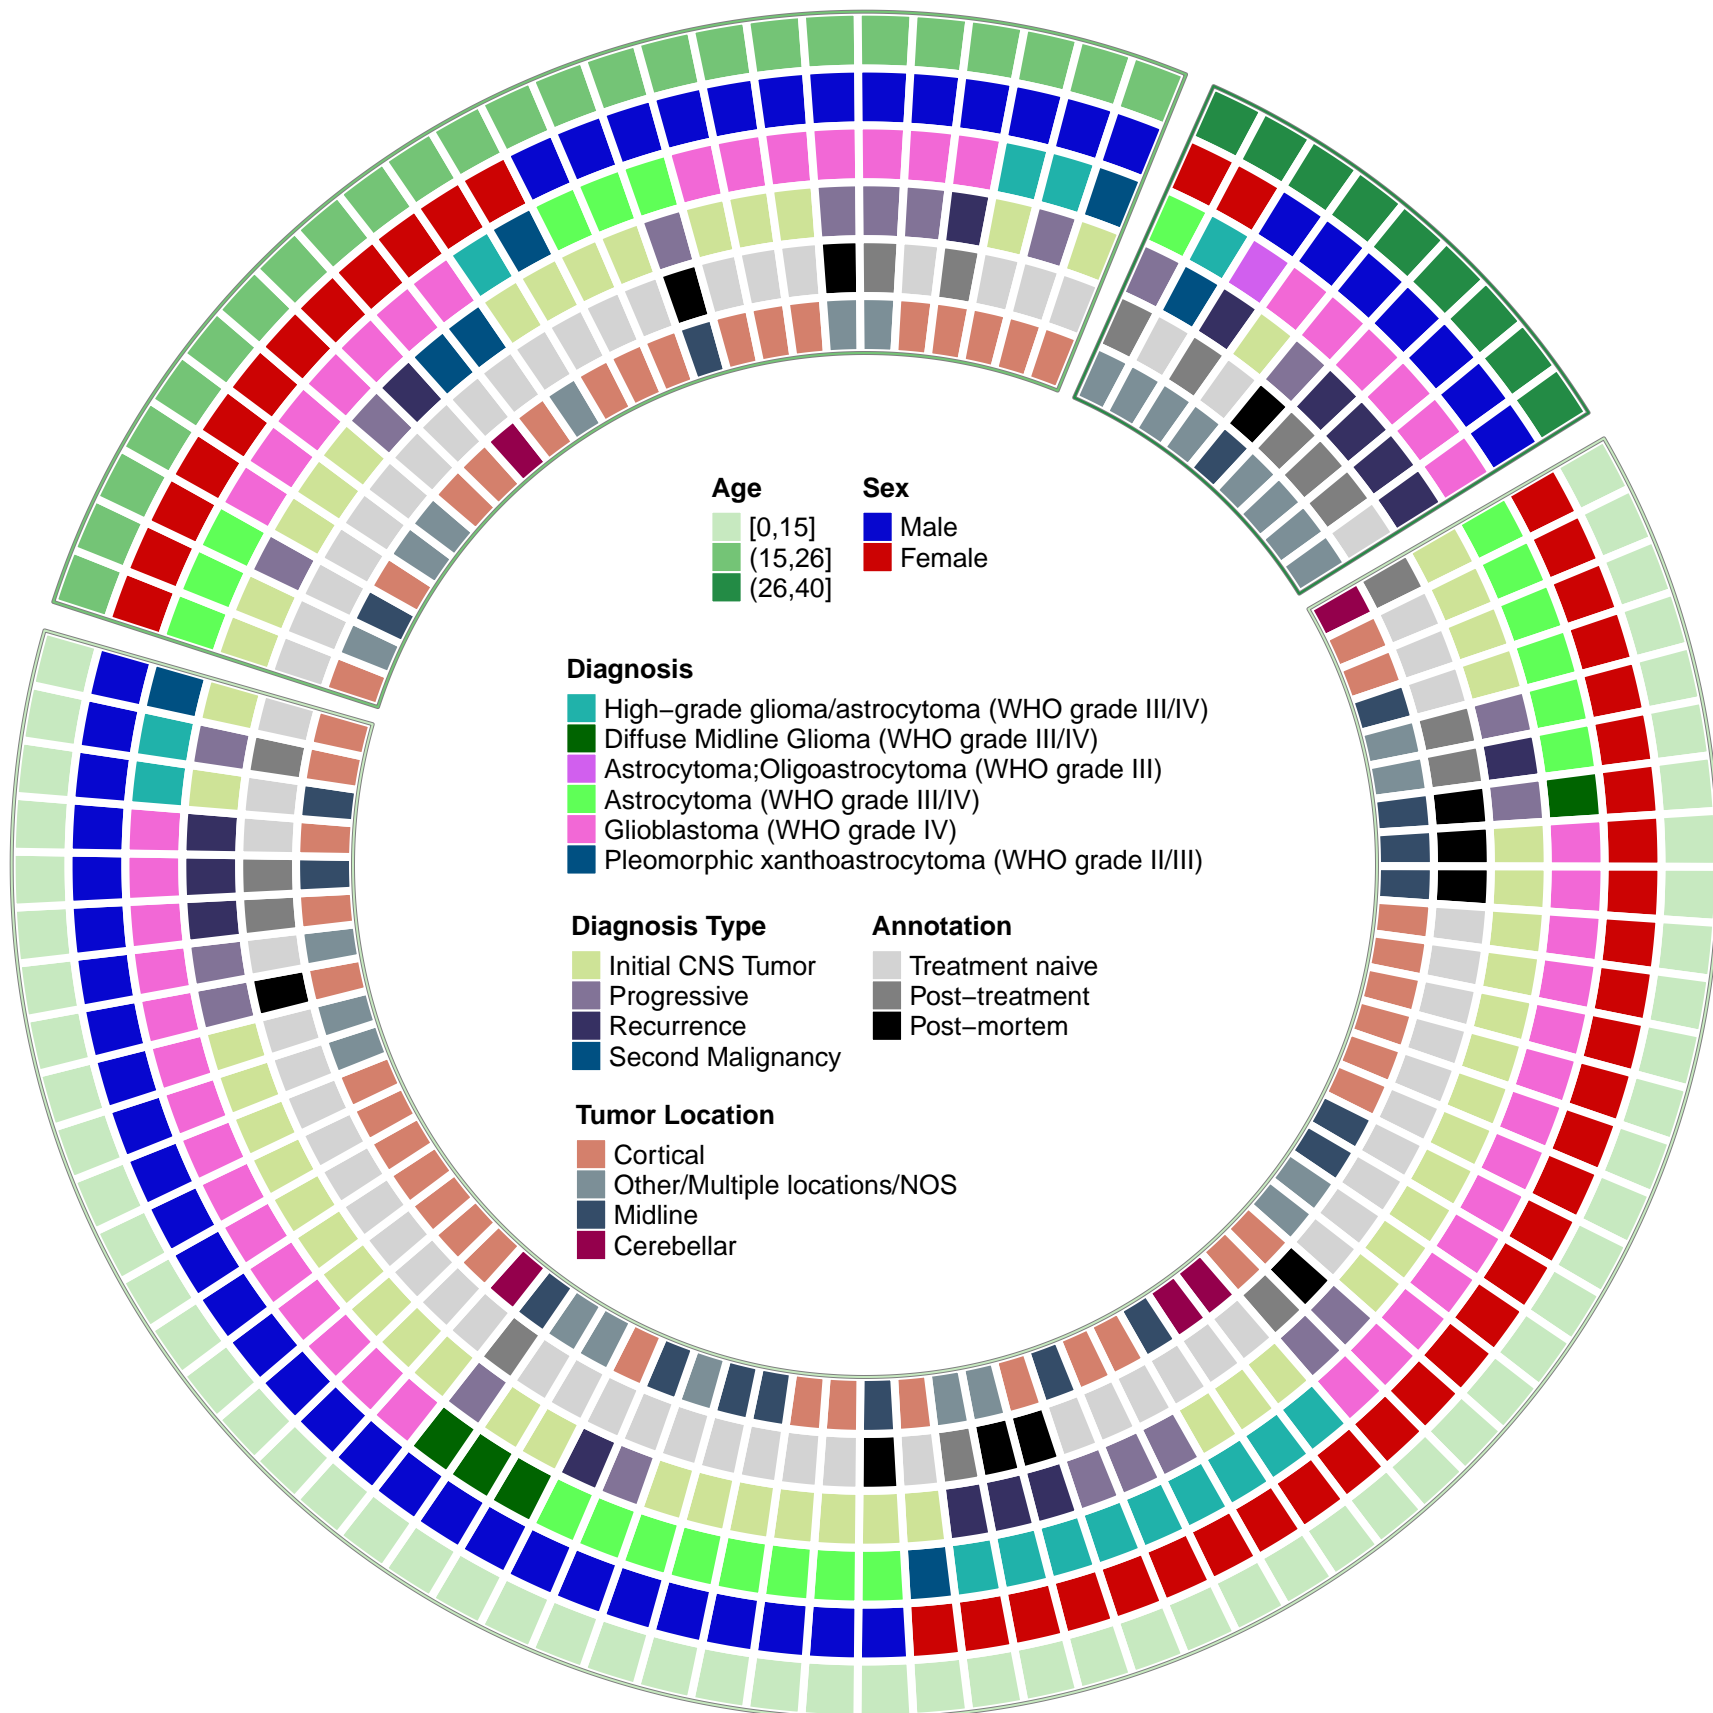 Age
[0,15]
(15,26]
(26,40]
Sex
Male
Female
Diagnosis
High−grade glioma/astrocytoma (WHO grade III/IV)
Diffuse Midline Glioma (WHO grade III/IV)
Astrocytoma;Oligoastrocytoma (WHO grade III)
Astrocytoma (WHO grade III/IV)
Glioblastoma (WHO grade IV)
Pleomorphic xanthoastrocytoma (WHO grade II/III)
Diagnosis Type
Initial CNS Tumor
Progressive
Recurrence
Second Malignancy
Annotation
Treatment naive
Post−treatment
Post−mortem
Tumor Location
Cortical
Other/Multiple locations/NOS
Midline
Cerebellar